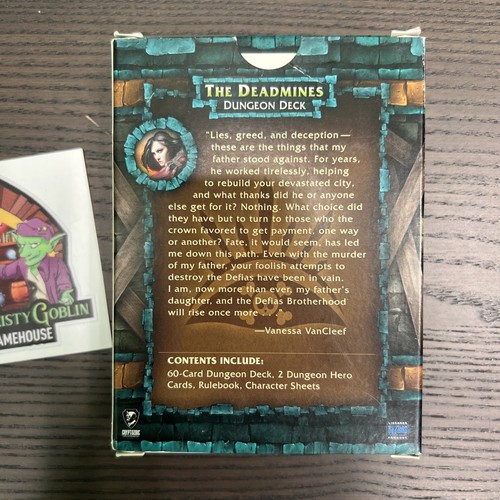 THE DEADMINES
DUNGEON DECK
"Lies, greed, and deception—
these are the things that my
father stood against. For years,
he worked tirelessly, helping
to rebuild your devastated city,
and what thanks did he or anyone
else get for it? Nothing. What choice did
they have but to turn to those who the
crown favored to get payment, one way
or another? Fate, it would seem, has led
me down this path. Even with the murder
of my father, your foolish attempts to
destroy the Defias have been in vain.
I am, now more than ever, my father's
daughter, and the Defias Brotherhood
will rise once more . . ."
—Vanessa VanCleef
CONTENTS INCLUDE:
60-Card Dungeon Deck, 2 Dungeon Hero
Cards, Rulebook, Character Sheets
CRYPTOZOIC
LICENSED
BLIZZARD
PRODUCT
GOBLIN